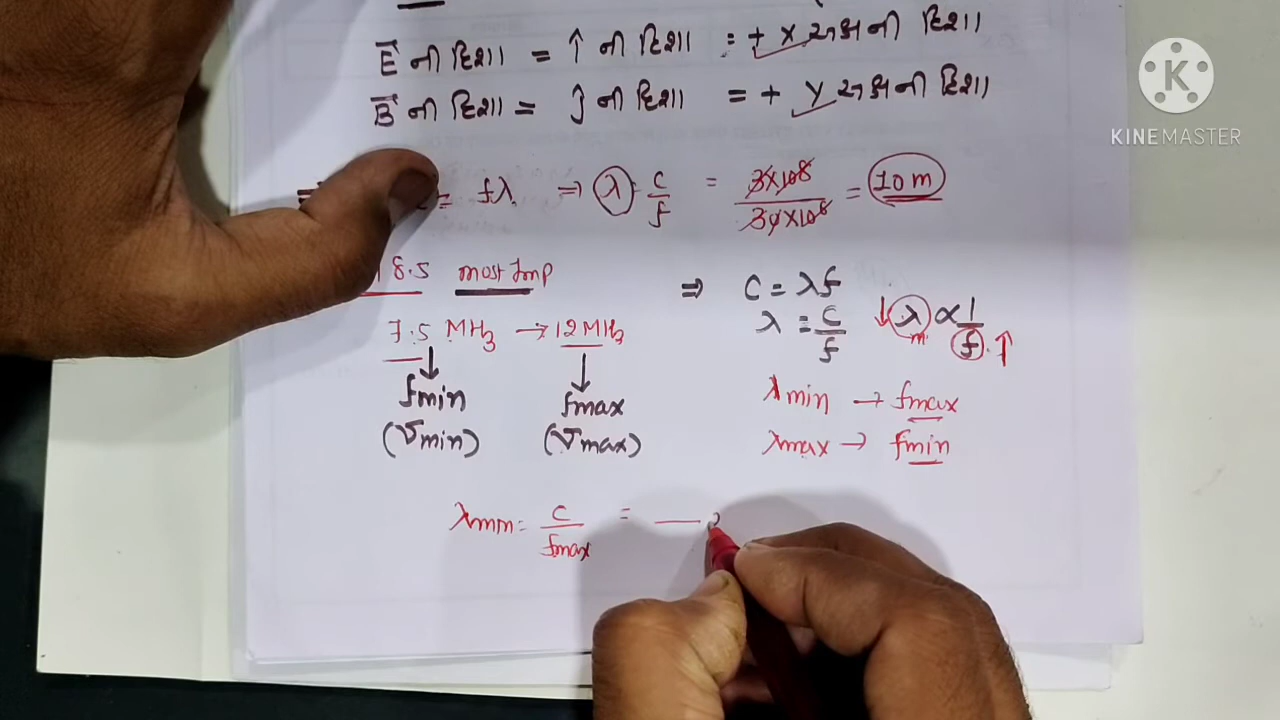 E⃗ ની દિશા = î ની દિશા = + X અક્ષની દિશા
B⃗ ની દિશા = ĵ ની દિશા = + Y અક્ષની દિશા
K
KINEMASTER
= fλ ⇒ λ = c/f = 3×10⁸/30×10⁶ = 10 m
8.5 most Imp ⇒ C = λf
7.5 MHz → 12 MHz λ = C/f ↓ λ ∝ 1/f ↑
m
fmin fmax λmin → fmax
(νmin) (νmax) λmax → fmin
λmin = C/fmax =